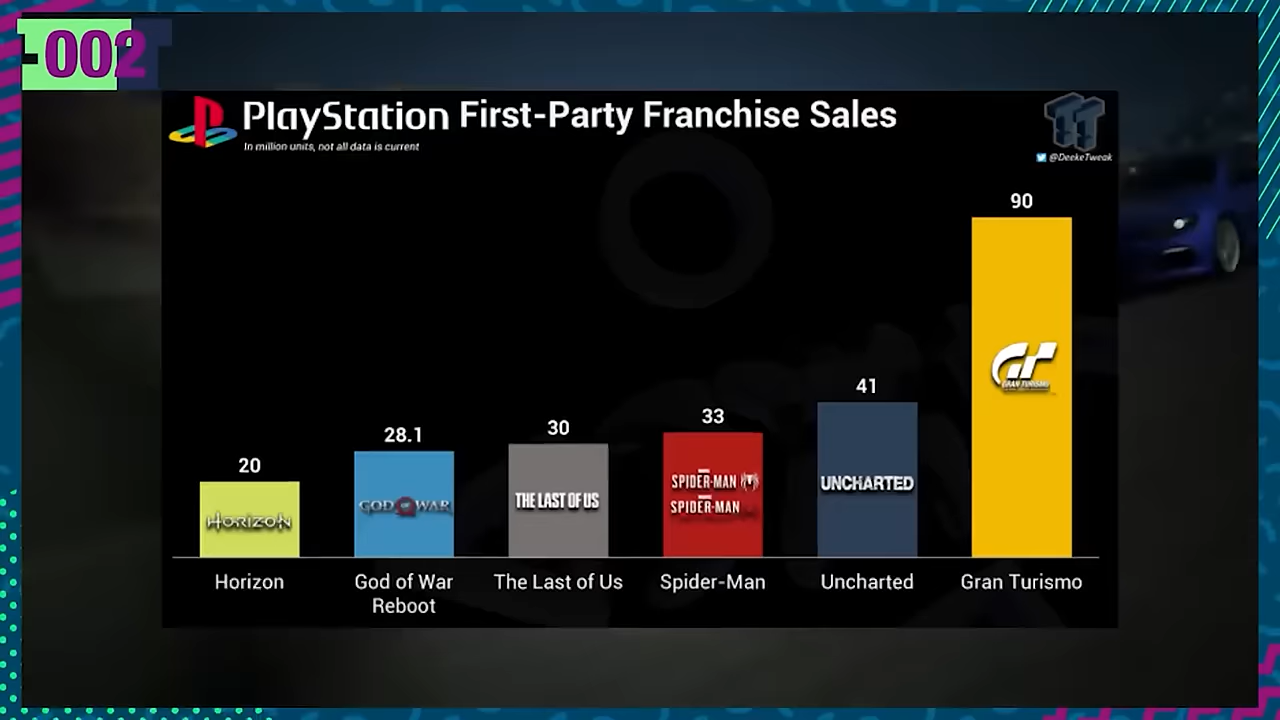 -002
PlayStation First-Party Franchise Sales
In million units, not all data is current
@DeekeTweak
90
41
33
30
28.1
20
HORIZON
GOD OF WAR
THE LAST OF US
SPIDER-MAN
SPIDER-MAN
UNCHARTED
GRAN TURISMO
Horizon
God of War
Reboot
The Last of Us
Spider-Man
Uncharted
Gran Turismo